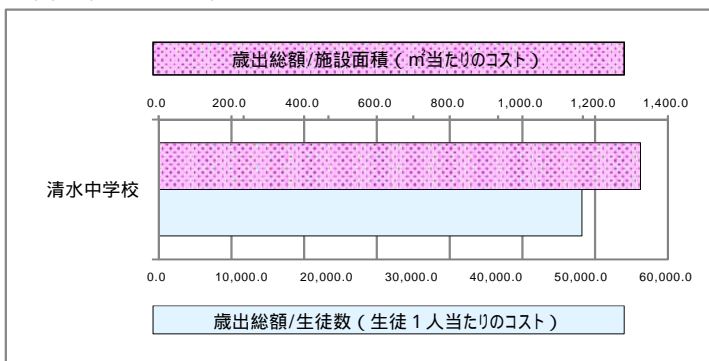 歳出総額/施設面積（㎡当たりのコスト）
0.0 200.0 400.0 600.0 800.0 1,000.0 1,200.0 1,400.0
清水中学校
0.0 10,000.0 20,000.0 30,000.0 40,000.0 50,000.0 60,000.0
歳出総額/生徒数（生徒１人当たりのコスト）